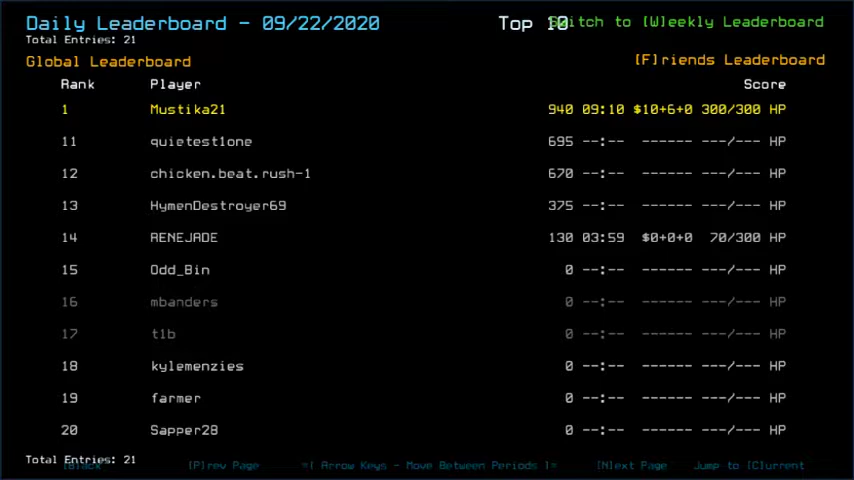 Daily Leaderboard - 09/22/2020 Top 10 Switch to [W]eekly Leaderboard
Total Entries: 21
Global Leaderboard [F]riends Leaderboard
Rank Player Score
1 Mustika21 940 09:10 $10+6+0 300/300 HP
11 quietest1one 695 --:-- ------ ---/--- HP
12 chicken.beat.rush-1 670 --:-- ------ ---/--- HP
13 HymenDestroyer69 375 --:-- ------ ---/--- HP
14 RENEJADE 130 03:59 $0+0+0 70/300 HP
15 Odd_Bin 0 --:-- ------ ---/--- HP
16 mbanders 0 --:-- ------ ---/--- HP
17 t1b 0 --:-- ------ ---/--- HP
18 kylemenzies 0 --:-- ------ ---/--- HP
19 farmer 0 --:-- ------ ---/--- HP
20 Sapper28 0 --:-- ------ ---/--- HP
Total Entries: 21
[B]ack [P]rev Page =[ Arrow Keys - Move Between Periods ]= [N]ext Page Jump to [C]urrent